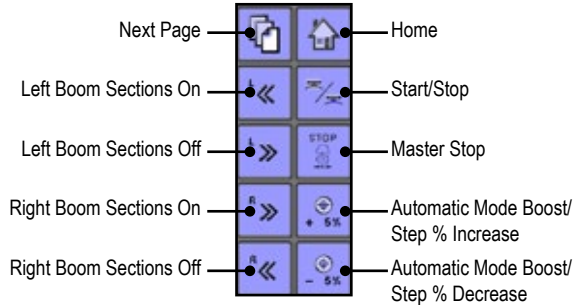 Next Page
Home
L
Left Boom Sections On
Start/Stop
L
STOP
Left Boom Sections Off
Master Stop
R
Right Boom Sections On
+ 5%
Automatic Mode Boost/
Step % Increase
R
Right Boom Sections Off
- 5%
Automatic Mode Boost/
Step % Decrease